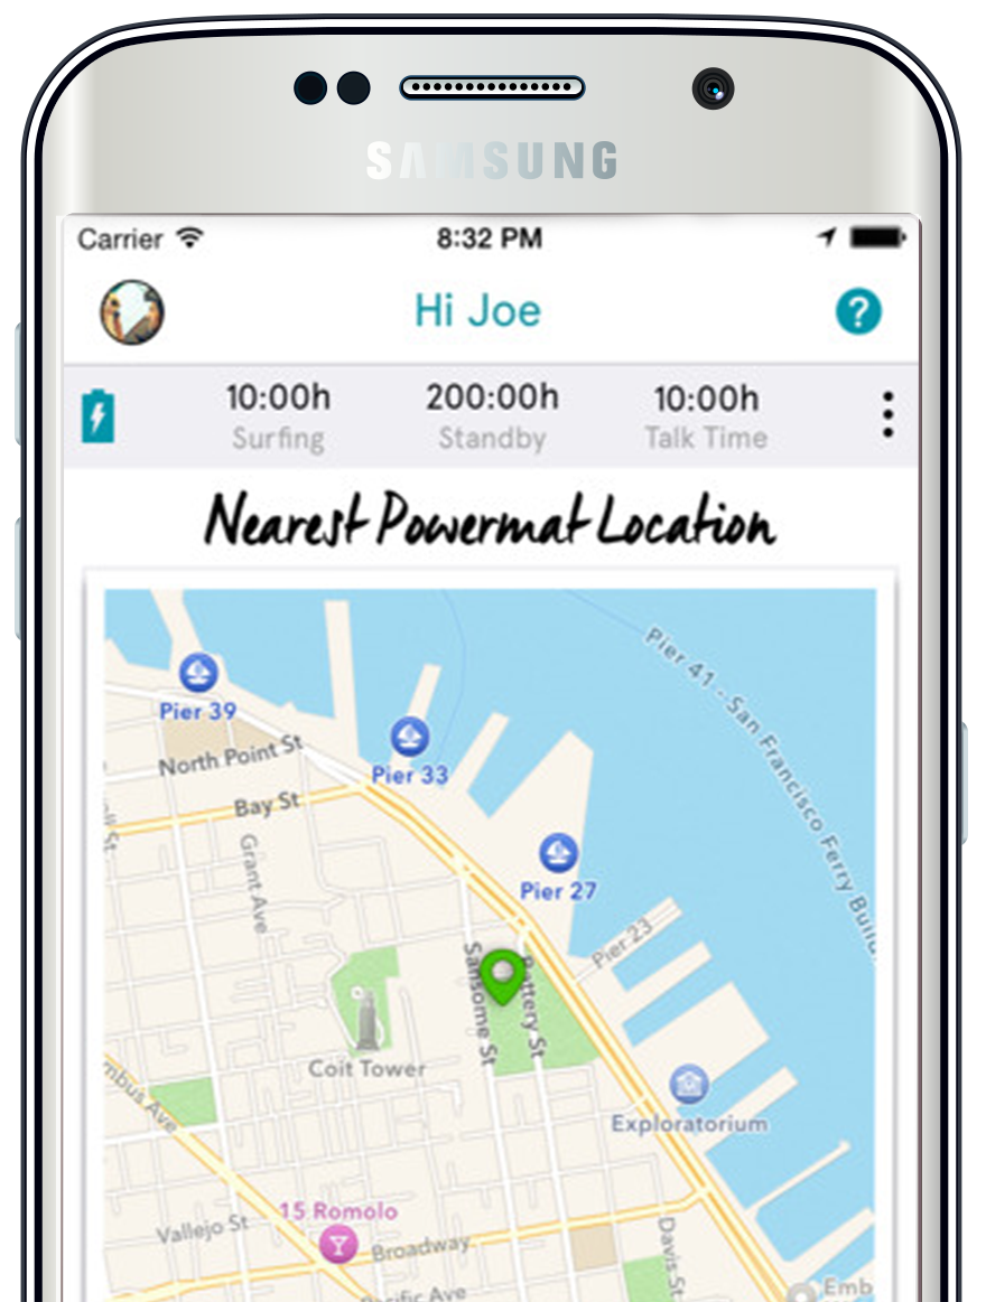 SAMSUNG
Carrier 8:32 PM
Hi Joe
?
10:00h 200:00h 10:00h
Surfing Standby Talk Time
Nearest Powermat Location
Pier 41 - San Francisco Ferry Build
Pier 39
North Point St
Pier 33
Bay St
Grant Ave
Pier 27
Pier 23
Sansome St
Battery St
Coit Tower
mbus Ave
Exploratorium
15 Romolo
Vallejo St
Broadway
Davis St
Emb
acific Ave